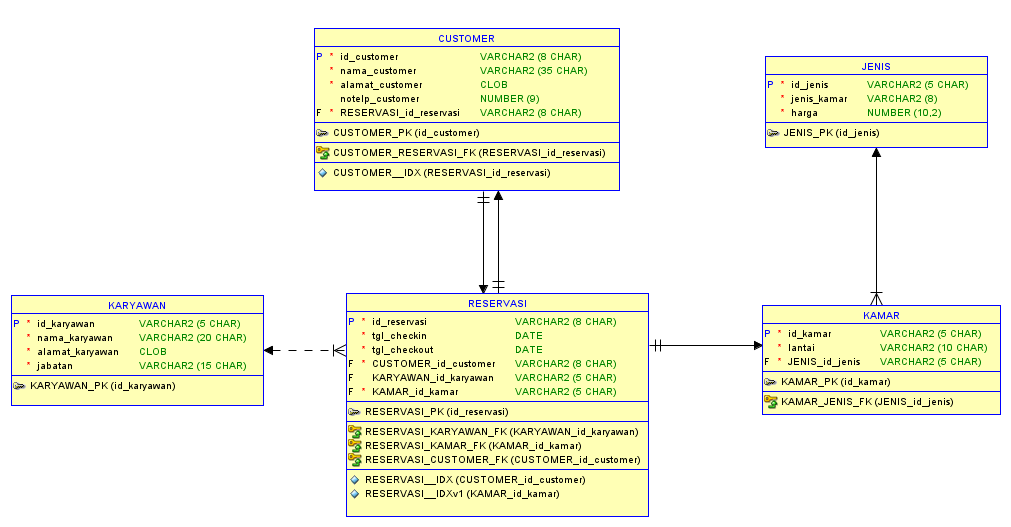 CUSTOMER
P * id_customer VARCHAR2 (8 CHAR)
* nama_customer VARCHAR2 (35 CHAR)
* alamat_customer CLOB
notelp_customer NUMBER (9)
F * RESERVASI_id_reservasi VARCHAR2 (8 CHAR)
CUSTOMER_PK (id_customer)
CUSTOMER_RESERVASI_FK (RESERVASI_id_reservasi)
CUSTOMER__IDX (RESERVASI_id_reservasi)
JENIS
P * id_jenis VARCHAR2 (5 CHAR)
* jenis_kamar VARCHAR2 (8)
* harga NUMBER (10,2)
JENIS_PK (id_jenis)
KARYAWAN
P * id_karyawan VARCHAR2 (5 CHAR)
* nama_karyawan VARCHAR2 (20 CHAR)
* alamat_karyawan CLOB
* jabatan VARCHAR2 (15 CHAR)
KARYAWAN_PK (id_karyawan)
RESERVASI
P * id_reservasi VARCHAR2 (8 CHAR)
* tgl_checkin DATE
* tgl_checkout DATE
F * CUSTOMER_id_customer VARCHAR2 (8 CHAR)
F KARYAWAN_id_karyawan VARCHAR2 (5 CHAR)
F * KAMAR_id_kamar VARCHAR2 (5 CHAR)
RESERVASI_PK (id_reservasi)
RESERVASI_KARYAWAN_FK (KARYAWAN_id_karyawan)
RESERVASI_KAMAR_FK (KAMAR_id_kamar)
RESERVASI_CUSTOMER_FK (CUSTOMER_id_customer)
RESERVASI__IDX (CUSTOMER_id_customer)
RESERVASI__IDXv1 (KAMAR_id_kamar)
KAMAR
P * id_kamar VARCHAR2 (5 CHAR)
* lantai VARCHAR2 (10 CHAR)
F * JENIS_id_jenis VARCHAR2 (5 CHAR)
KAMAR_PK (id_kamar)
KAMAR_JENIS_FK (JENIS_id_jenis)